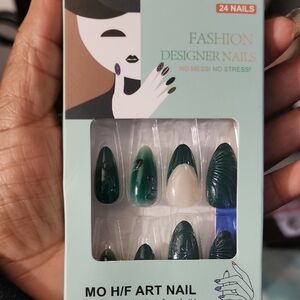 24 NAILS
FASHION
DESIGNER NAILS
NO MESS! NO STRESS!
MO H/F ART NAIL